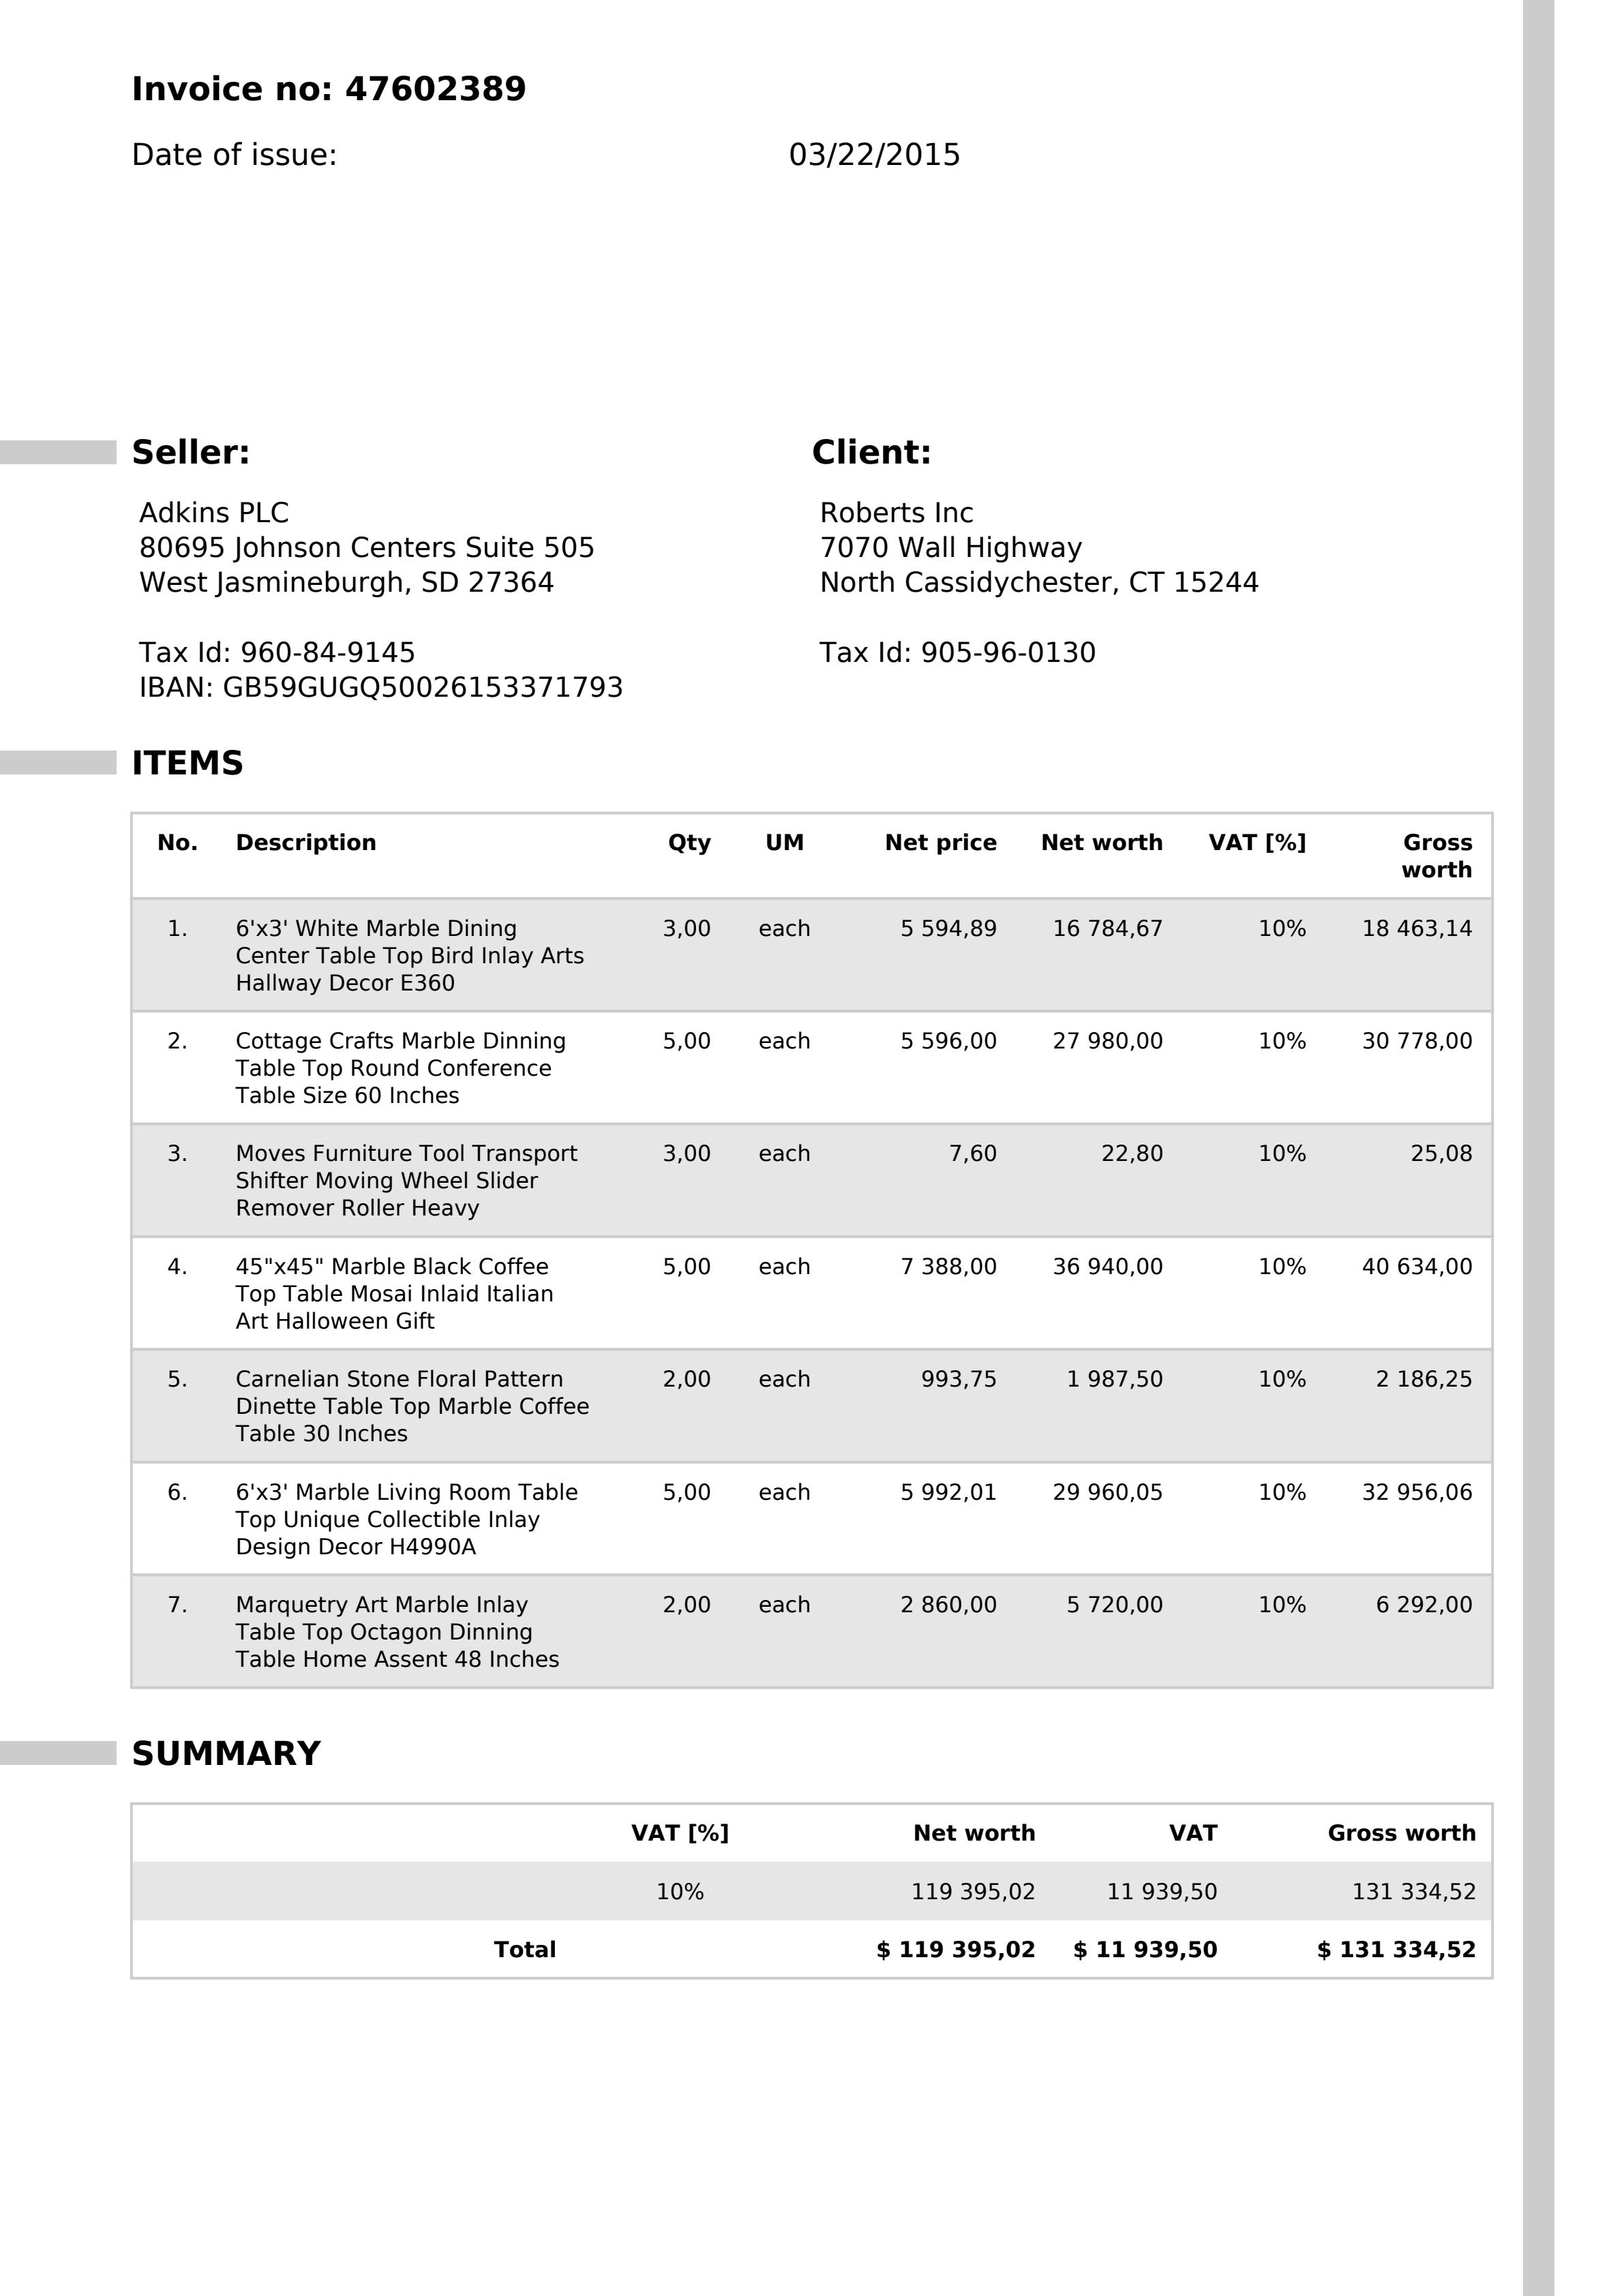 Invoice no: 47602389
Date of issue: 03/22/2015
Seller:
Adkins PLC
80695 Johnson Centers Suite 505
West Jasmineburgh, SD 27364
Tax Id: 960-84-9145
IBAN: GB59GUGQ50026153371793
Client:
Roberts Inc
7070 Wall Highway
North Cassidychester, CT 15244
Tax Id: 905-96-0130
ITEMS
No. Description Qty UM Net price Net worth VAT [%] Gross
worth
1. 6'x3' White Marble Dining 3,00 each 5 594,89 16 784,67 10% 18 463,14
Center Table Top Bird Inlay Arts
Hallway Decor E360
2. Cottage Crafts Marble Dinning 5,00 each 5 596,00 27 980,00 10% 30 778,00
Table Top Round Conference
Table Size 60 Inches
3. Moves Furniture Tool Transport 3,00 each 7,60 22,80 10% 25,08
Shifter Moving Wheel Slider
Remover Roller Heavy
4. 45"x45" Marble Black Coffee 5,00 each 7 388,00 36 940,00 10% 40 634,00
Top Table Mosai Inlaid Italian
Art Halloween Gift
5. Carnelian Stone Floral Pattern 2,00 each 993,75 1 987,50 10% 2 186,25
Dinette Table Top Marble Coffee
Table 30 Inches
6. 6'x3' Marble Living Room Table 5,00 each 5 992,01 29 960,05 10% 32 956,06
Top Unique Collectible Inlay
Design Decor H4990A
7. Marquetry Art Marble Inlay 2,00 each 2 860,00 5 720,00 10% 6 292,00
Table Top Octagon Dinning
Table Home Assent 48 Inches
SUMMARY
VAT [%] Net worth VAT Gross worth
10% 119 395,02 11 939,50 131 334,52
Total $ 119 395,02 $ 11 939,50 $ 131 334,52